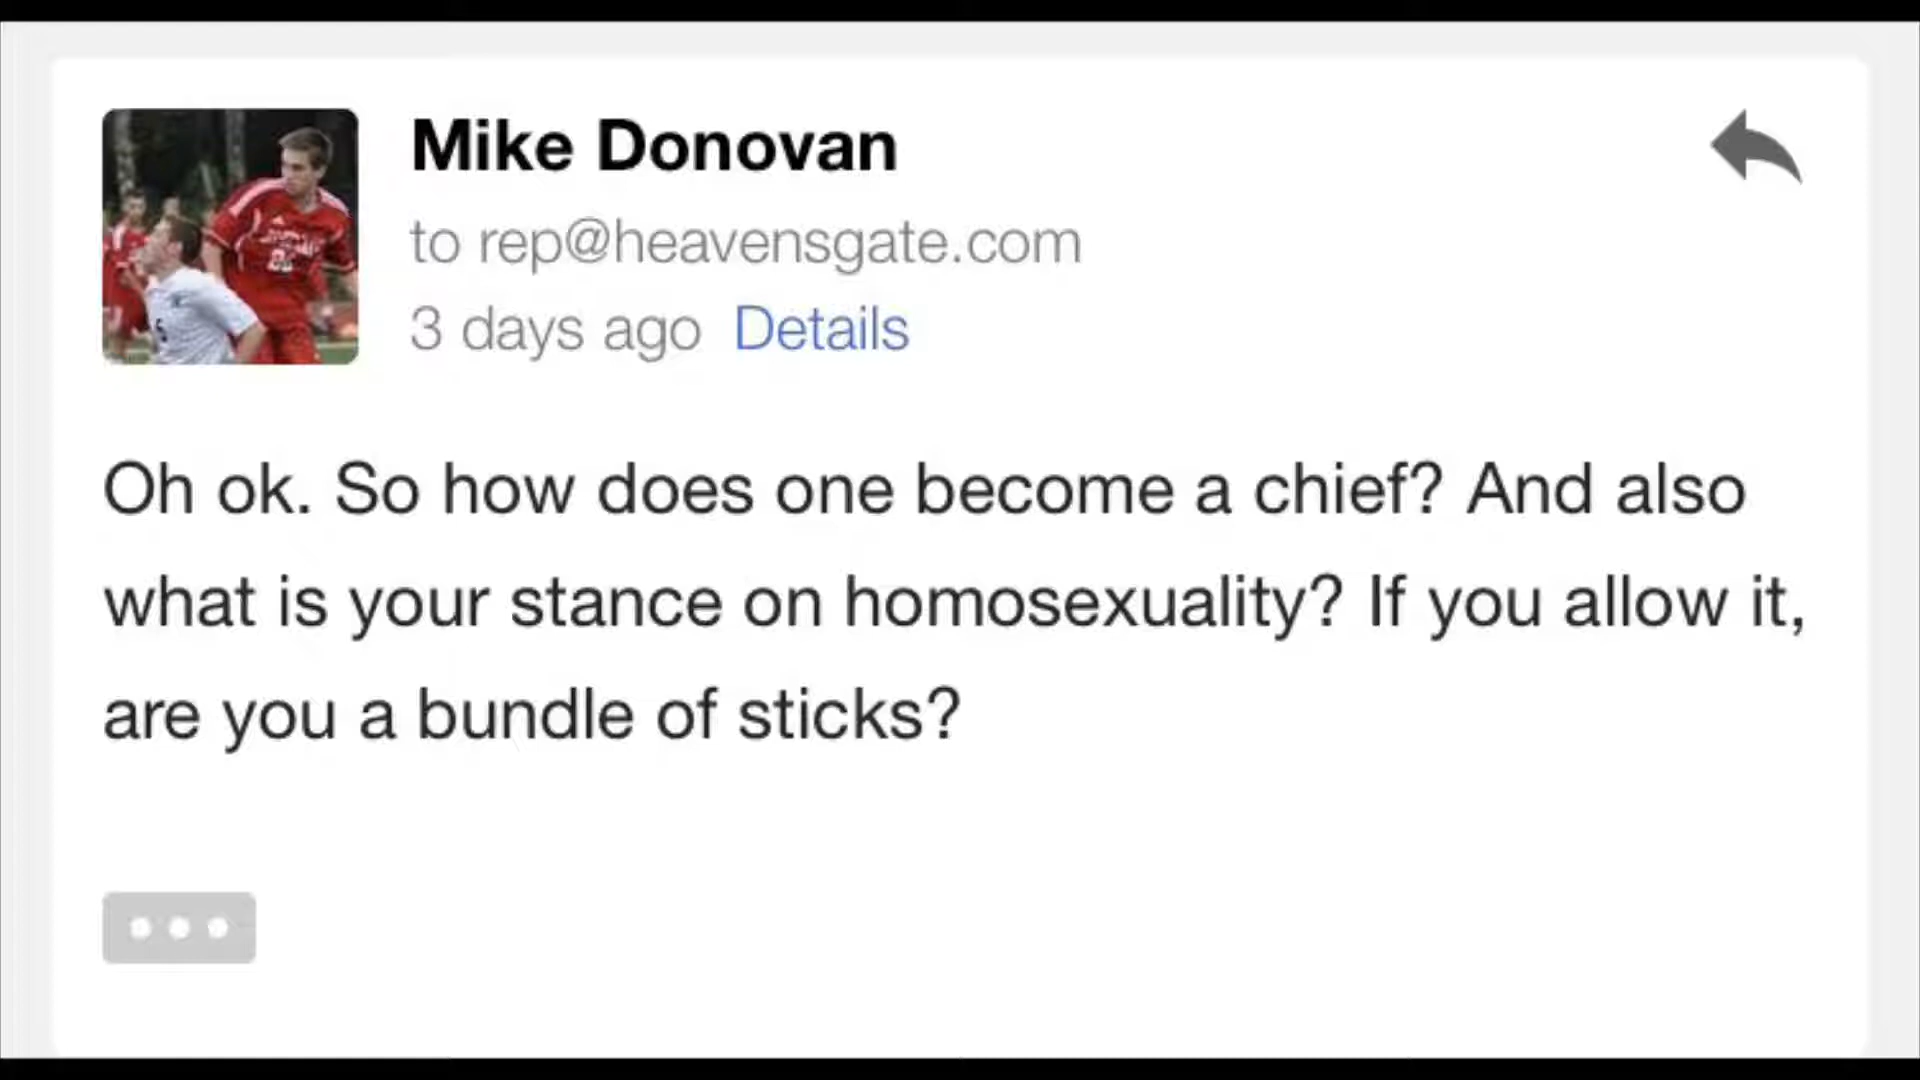 Mike Donovan
to rep@heavensgate.com
3 days ago Details
Oh ok. So how does one become a chief? And also
what is your stance on homosexuality? If you allow it,
are you a bundle of sticks?